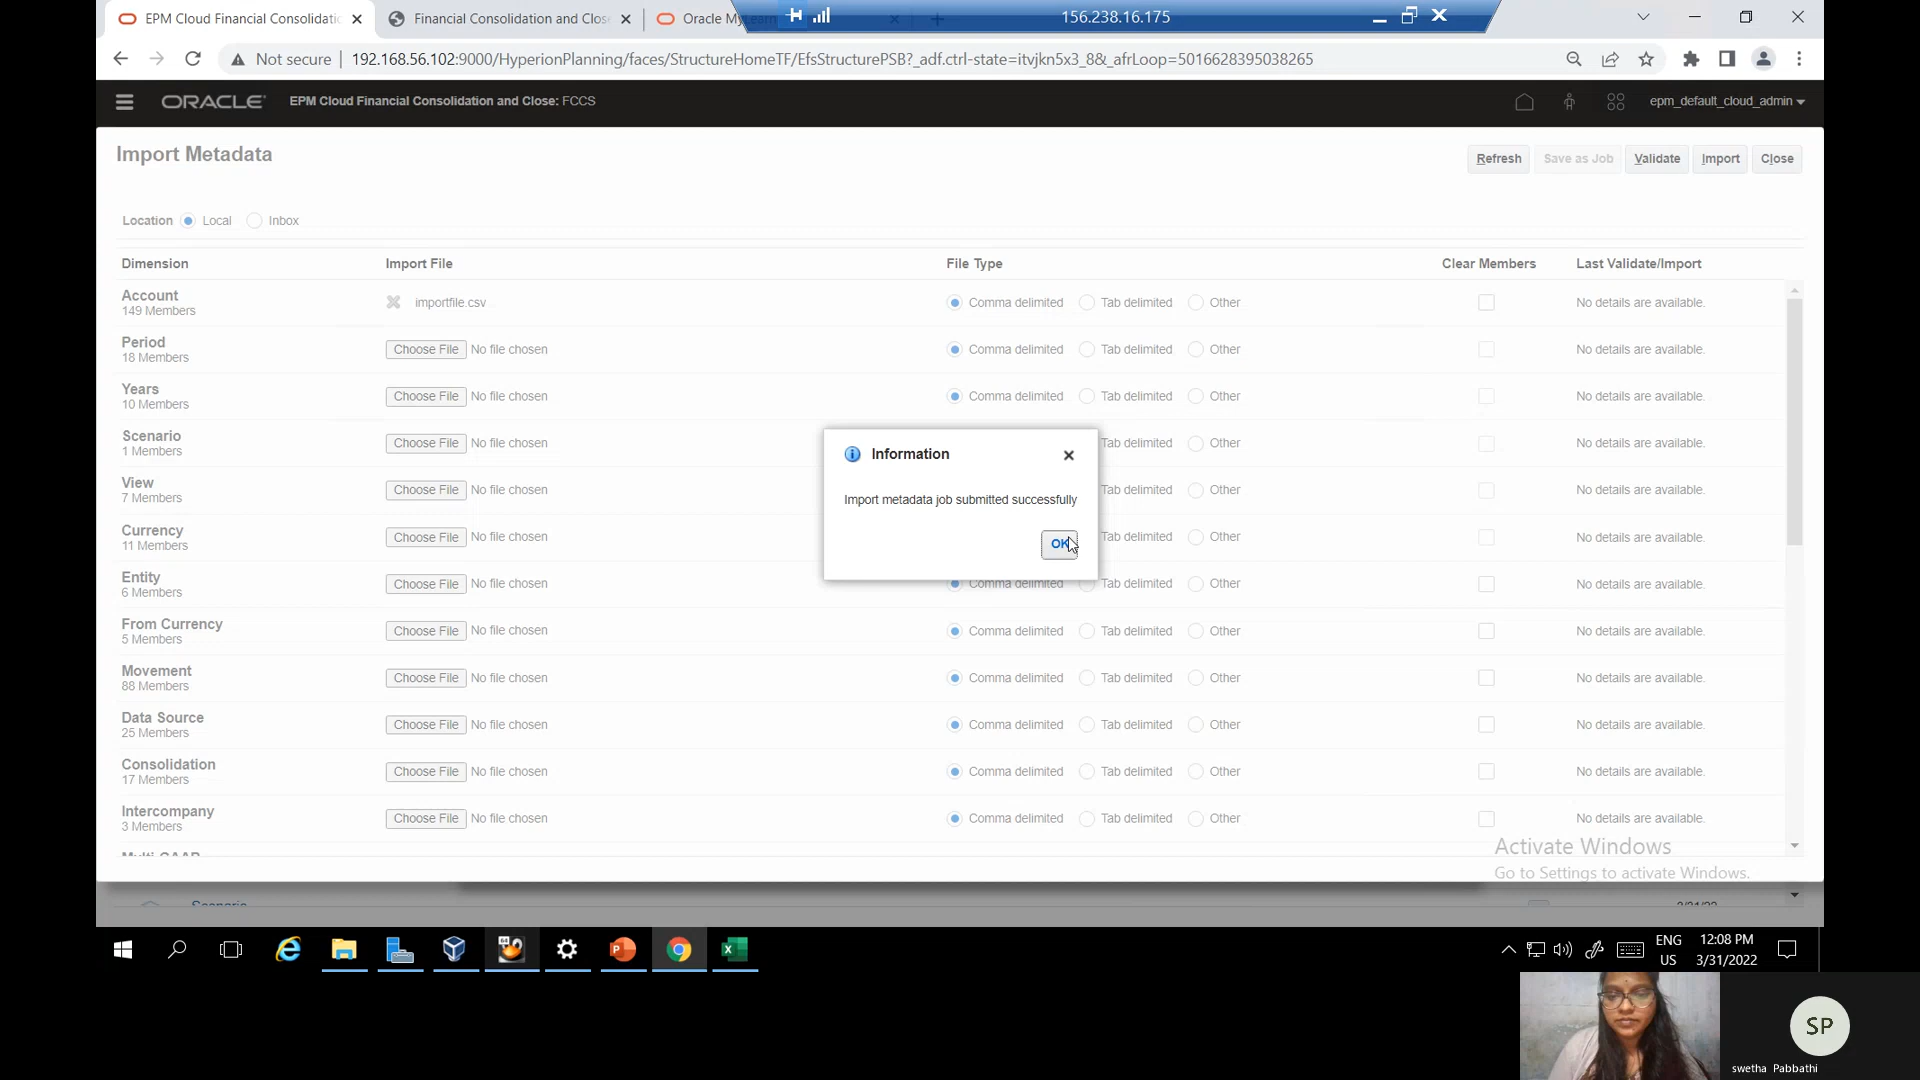 EPM Cloud Financial Consolidatic
Financial Consolidation and Clos
Oracle My
156.238.16.175
Not secure
192.168.56.102:9000/HyperionPlanning/faces/StructureHomeTF/EfsStructurePSB?_adf.ctrl-state=itvjkn5x3_8&_afrLoop=5016628395038265
ORACLE
EPM Cloud Financial Consolidation and Close: FCCS
epm_default_cloud_admin
Import Metadata
Refresh Save as Job Validate Import Close
Location Local Inbox
Dimension Import File File Type Clear Members Last Validate/Import
Account
149 Members
importfile.csv Comma delimited Tab delimited Other No details are available.
Period
18 Members
Choose File No file chosen Comma delimited Tab delimited Other No details are available.
Years
10 Members
Choose File No file chosen Comma delimited Tab delimited Other No details are available.
Scenario
1 Members
Choose File No file chosen Tab delimited Other No details are available.
View
7 Members
Choose File No file chosen Tab delimited Other No details are available.
Currency
11 Members
Choose File No file chosen Tab delimited Other No details are available.
Entity
6 Members
Choose File No file chosen Comma delimited Tab delimited Other No details are available.
From Currency
5 Members
Choose File No file chosen Comma delimited Tab delimited Other No details are available.
Movement
88 Members
Choose File No file chosen Comma delimited Tab delimited Other No details are available.
Data Source
25 Members
Choose File No file chosen Comma delimited Tab delimited Other No details are available.
Consolidation
17 Members
Choose File No file chosen Comma delimited Tab delimited Other No details are available.
Intercompany
3 Members
Choose File No file chosen Comma delimited Tab delimited Other No details are available.
Information
Import metadata job submitted successfully
OK
Activate Windows
Go to Settings to activate Windows.
Scenario
ENG
US
12:08 PM
3/31/2022
SP
swetha Pabbathi